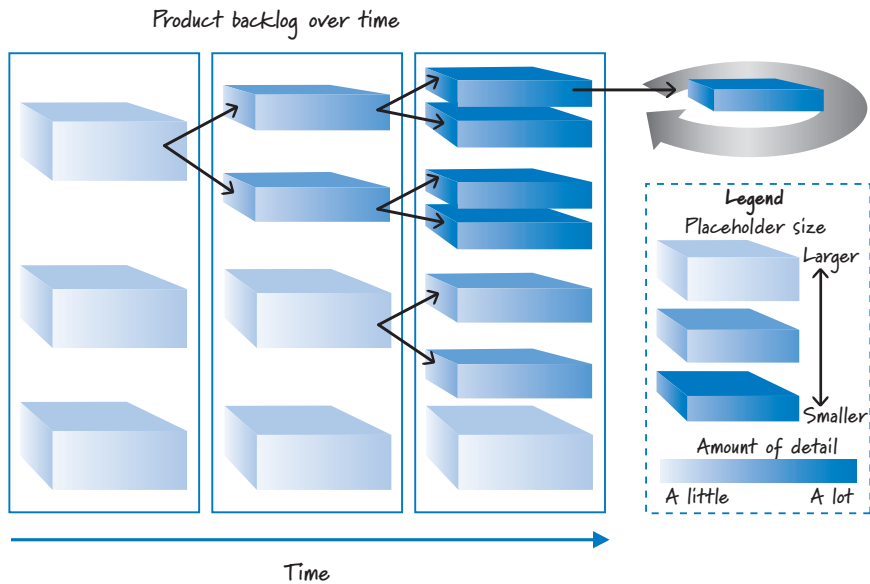 Product backlog over time
Legend
Placeholder size
Larger
Smaller
Amount of detail
A little
A lot
Time